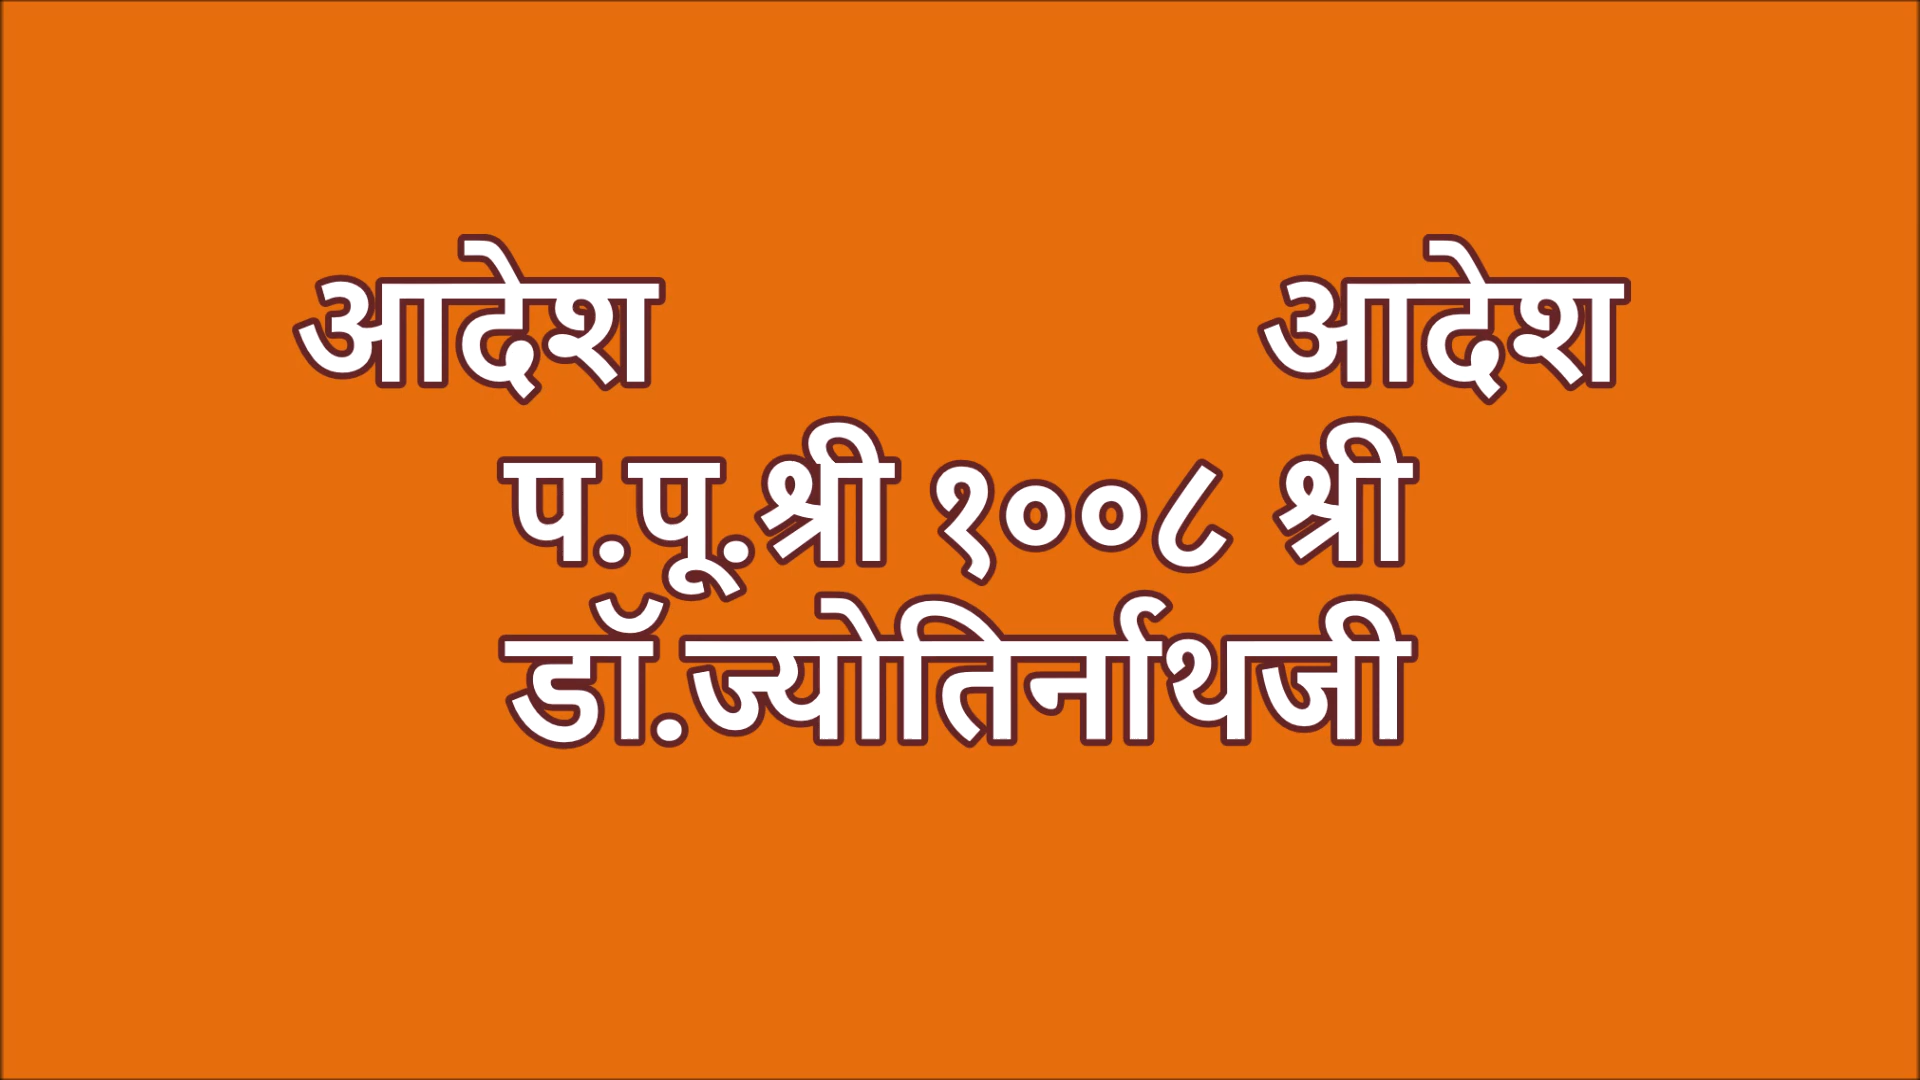 आदेश आदेश
प.पू.श्री १००८ श्री
डॉ.ज्योतिर्नाथजी